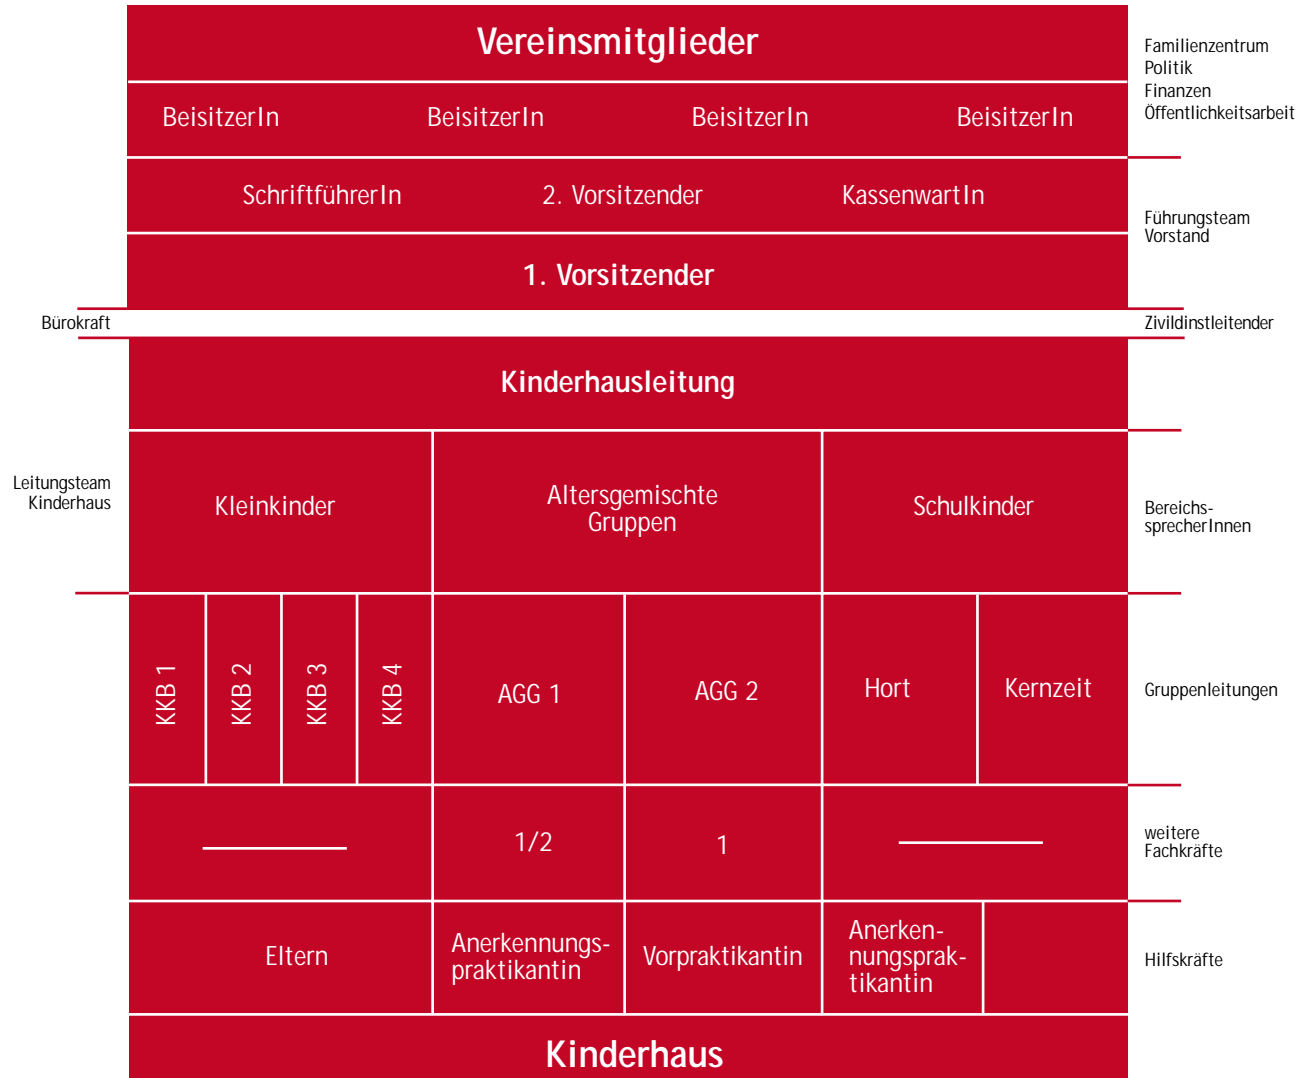 Vereinsmitglieder
Familienzentrum
Politik
Finanzen
Öffentlichkeitsarbeit
BeisitzerIn BeisitzerIn BeisitzerIn BeisitzerIn
SchriftführerIn 2. Vorsitzender KassenwartIn
Führungsteam
Vorstand
1. Vorsitzender
Bürokraft
Zivildinstleitender
Kinderhausleitung
Leitungsteam
Kinderhaus
Kleinkinder
Altersgemischte
Gruppen
Schulkinder
Bereichs-
sprecherInnen
KKB 1
KKB 2
KKB 3
KKB 4
AGG 1
AGG 2
Hort
Kernzeit
Gruppenleitungen
1/2
1
weitere
Fachkräfte
Eltern
Anerkennungs-
praktikantin
Vorpraktikantin
Anerken-
nungsprak-
tikantin
Hilfskräfte
Kinderhaus